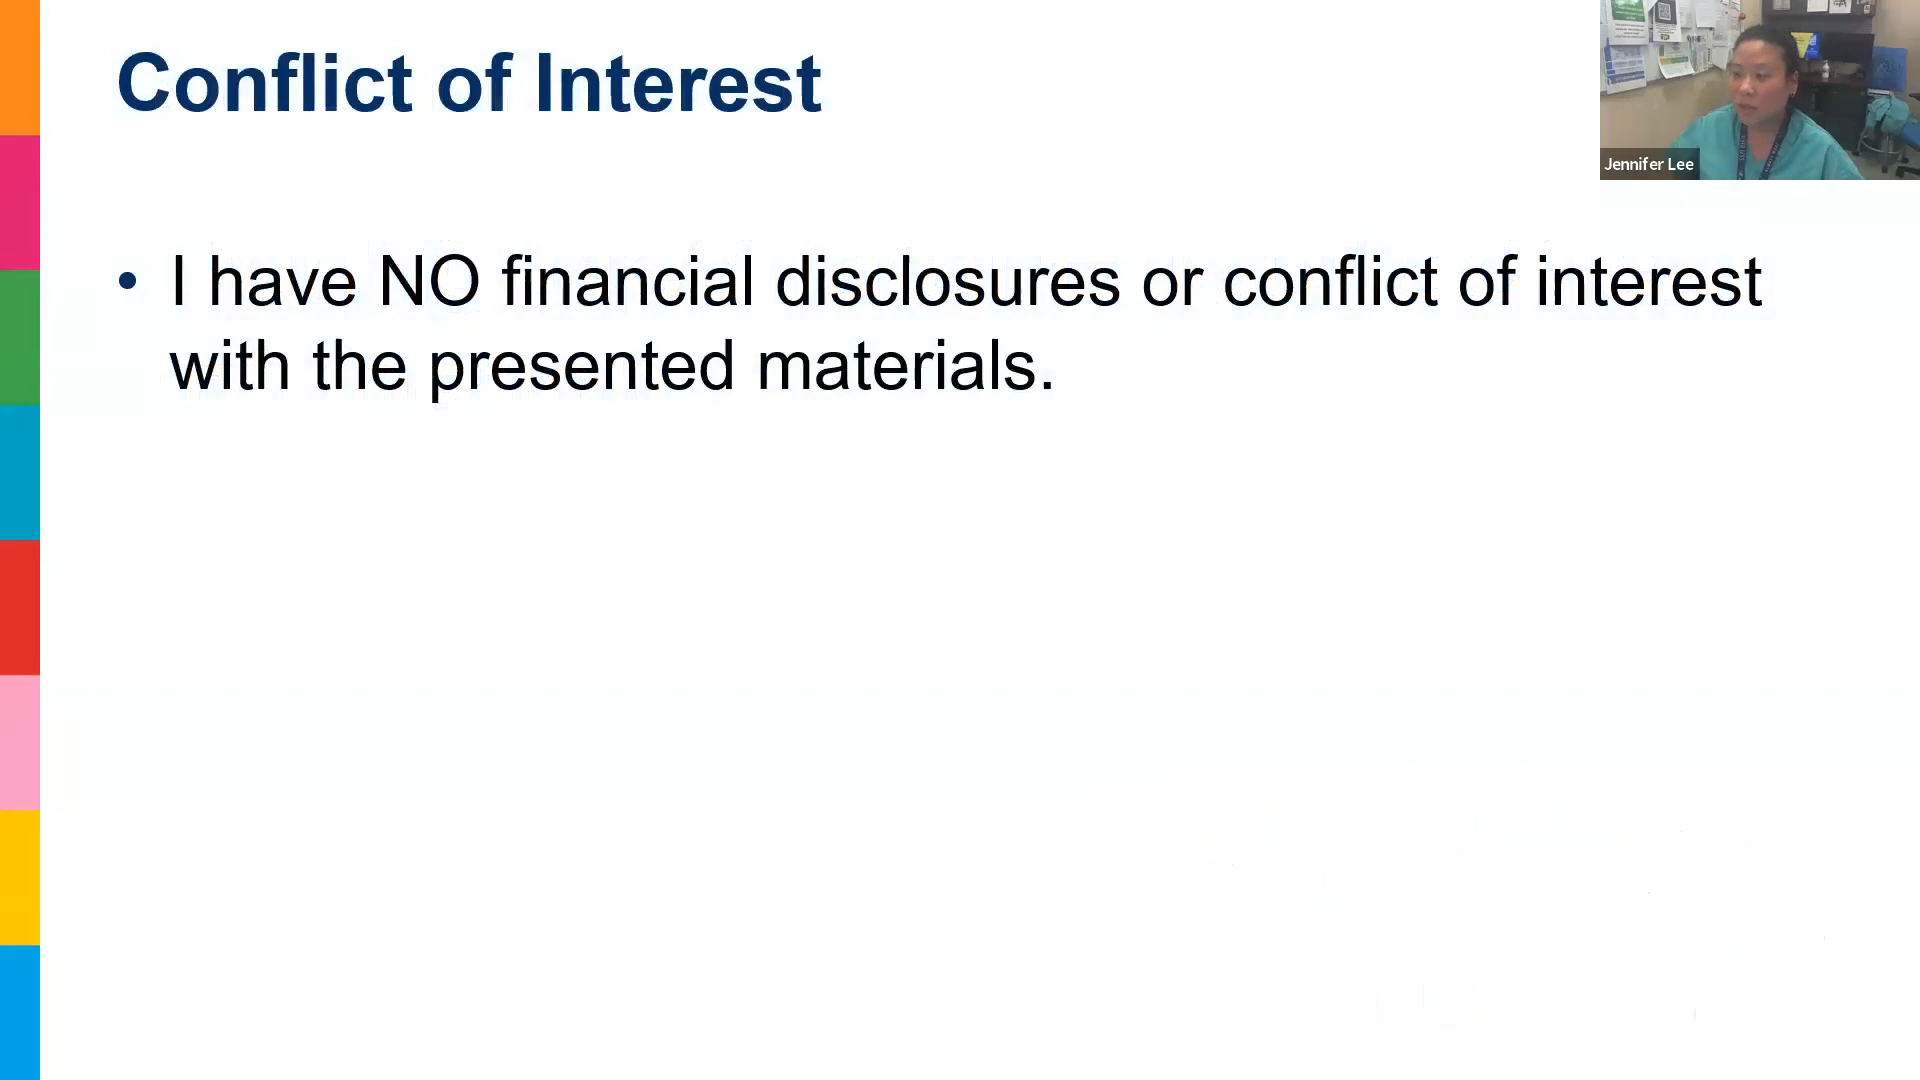 Conflict of Interest
Jennifer Lee
• I have NO financial disclosures or conflict of interest
with the presented materials.